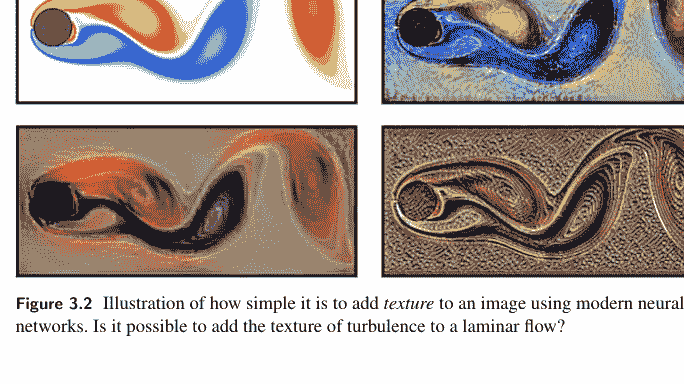 Figure 3.2 Illustration of how simple it is to add texture to an image using modern neural
networks. Is it possible to add the texture of turbulence to a laminar flow?